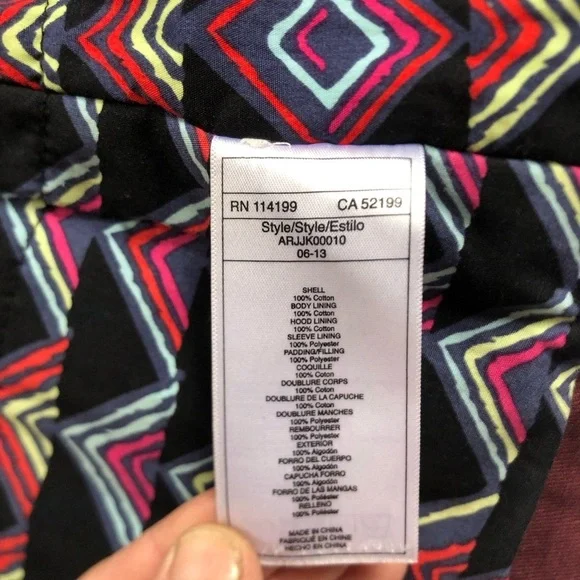 RN 114199 CA 52199
Style/Style/Estilo
ARJJK00010
06-13
SHELL
100% Cotton
BODY LINING
100% Cotton
HOOD LINING
100% Cotton
SLEEVE LINING
100% Polyester
PADDING/FILLING
100% Polyester
COQUILLE
100% Coton
DOUBLURE CORPS
100% Coton
DOUBLURE DE LA CAPUCHE
100% Coton
DOUBLURE MANCHES
100% Polyester
REMBOURRER
100% Polyester
EXTERIOR
100% Algodón
FORRO DEL CUERPO
100% Algodón
CAPUCHA FORRO
100% Algodón
FORRO DE LAS MANGAS
100% Poliéster
RELLENO
100% Poliéster
MADE IN CHINA
FABRIQUÉ EN CHINE
HECHO EN CHINA